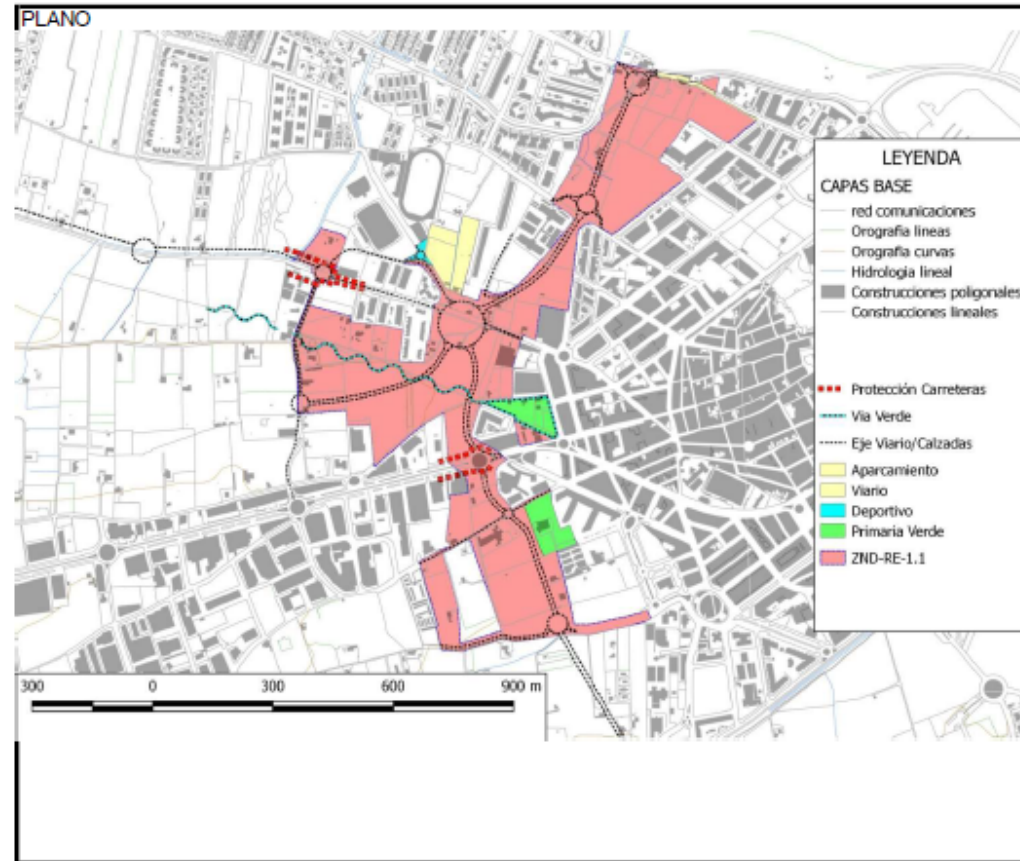 PLANO
LEYENDA
CAPAS BASE
red comunicaciones
Orografia lineas
Orografia curvas
Hidrologia lineal
Construcciones poligonales
Construcciones lineales
Protección Carreteras
Via Verde
Eje Viario/Calzadas
Aparcamiento
Viario
Deportivo
Primaria Verde
ZND-RE-1.1
300 0 300 600 900 m